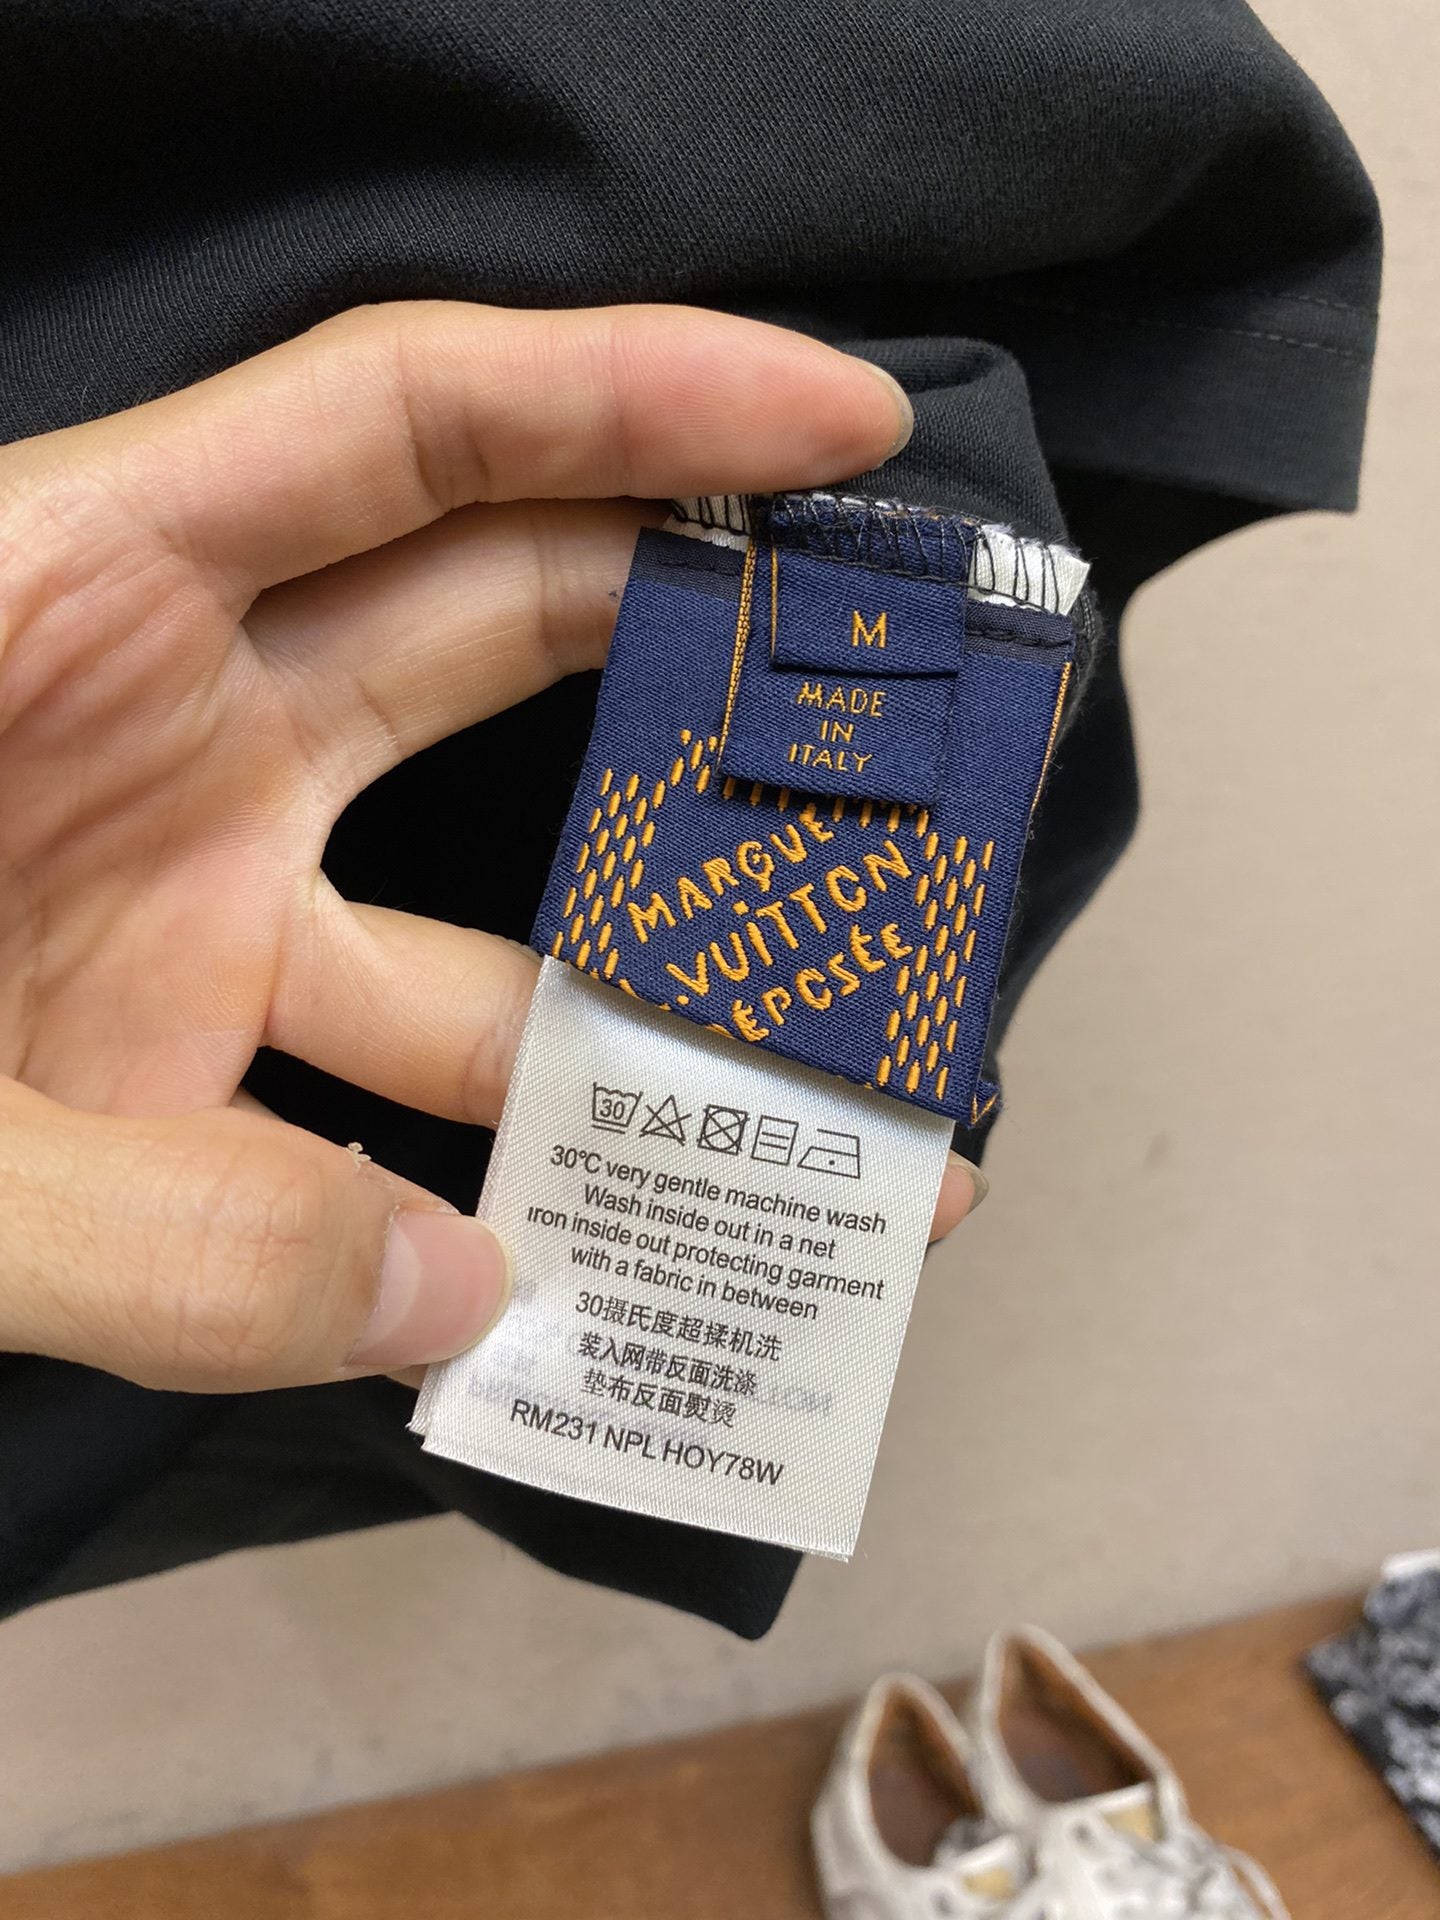 M
MADE
IN
ITALY
MARQUE
L.VUITTON
DÉPOSÉE
30
30°C very gentle machine wash
Wash inside out in a net
Iron inside out protecting garment
with a fabric in between
30摄氏度超揉机洗
装入网带反面洗涤
垫布反面熨烫
RM231 NPL HOY78W